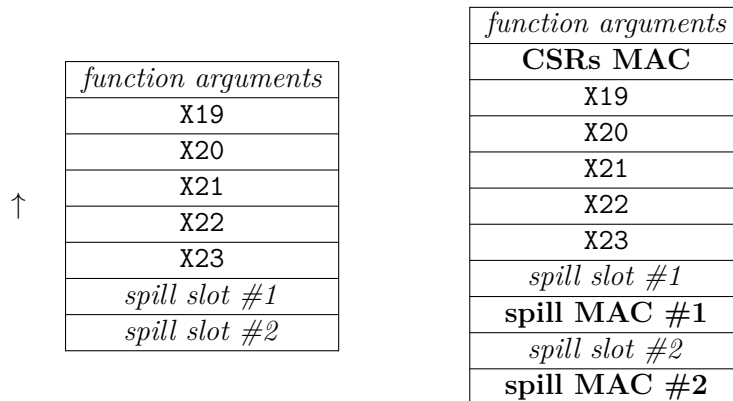 function arguments
X19
X20
X21
X22
X23
spill slot #1
spill slot #2
↑
function arguments
CSRs MAC
X19
X20
X21
X22
X23
spill slot #1
spill MAC #1
spill slot #2
spill MAC #2